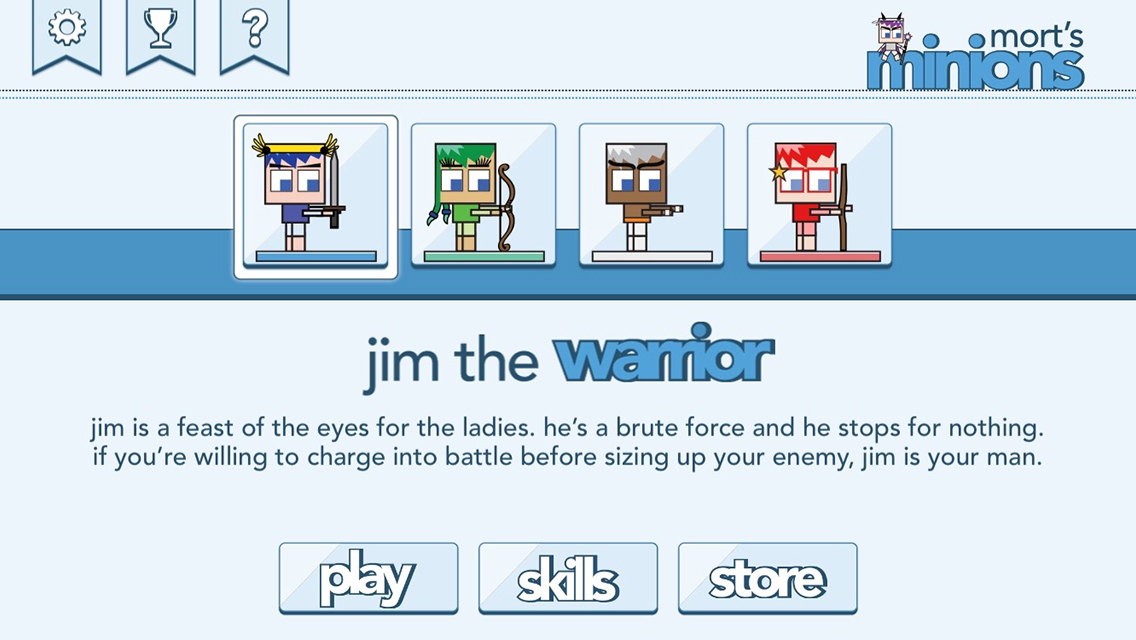 ?
mort's
minions
jim the warrior
jim is a feast of the eyes for the ladies. he's a brute force and he stops for nothing.
if you're willing to charge into battle before sizing up your enemy, jim is your man.
play
skills
store